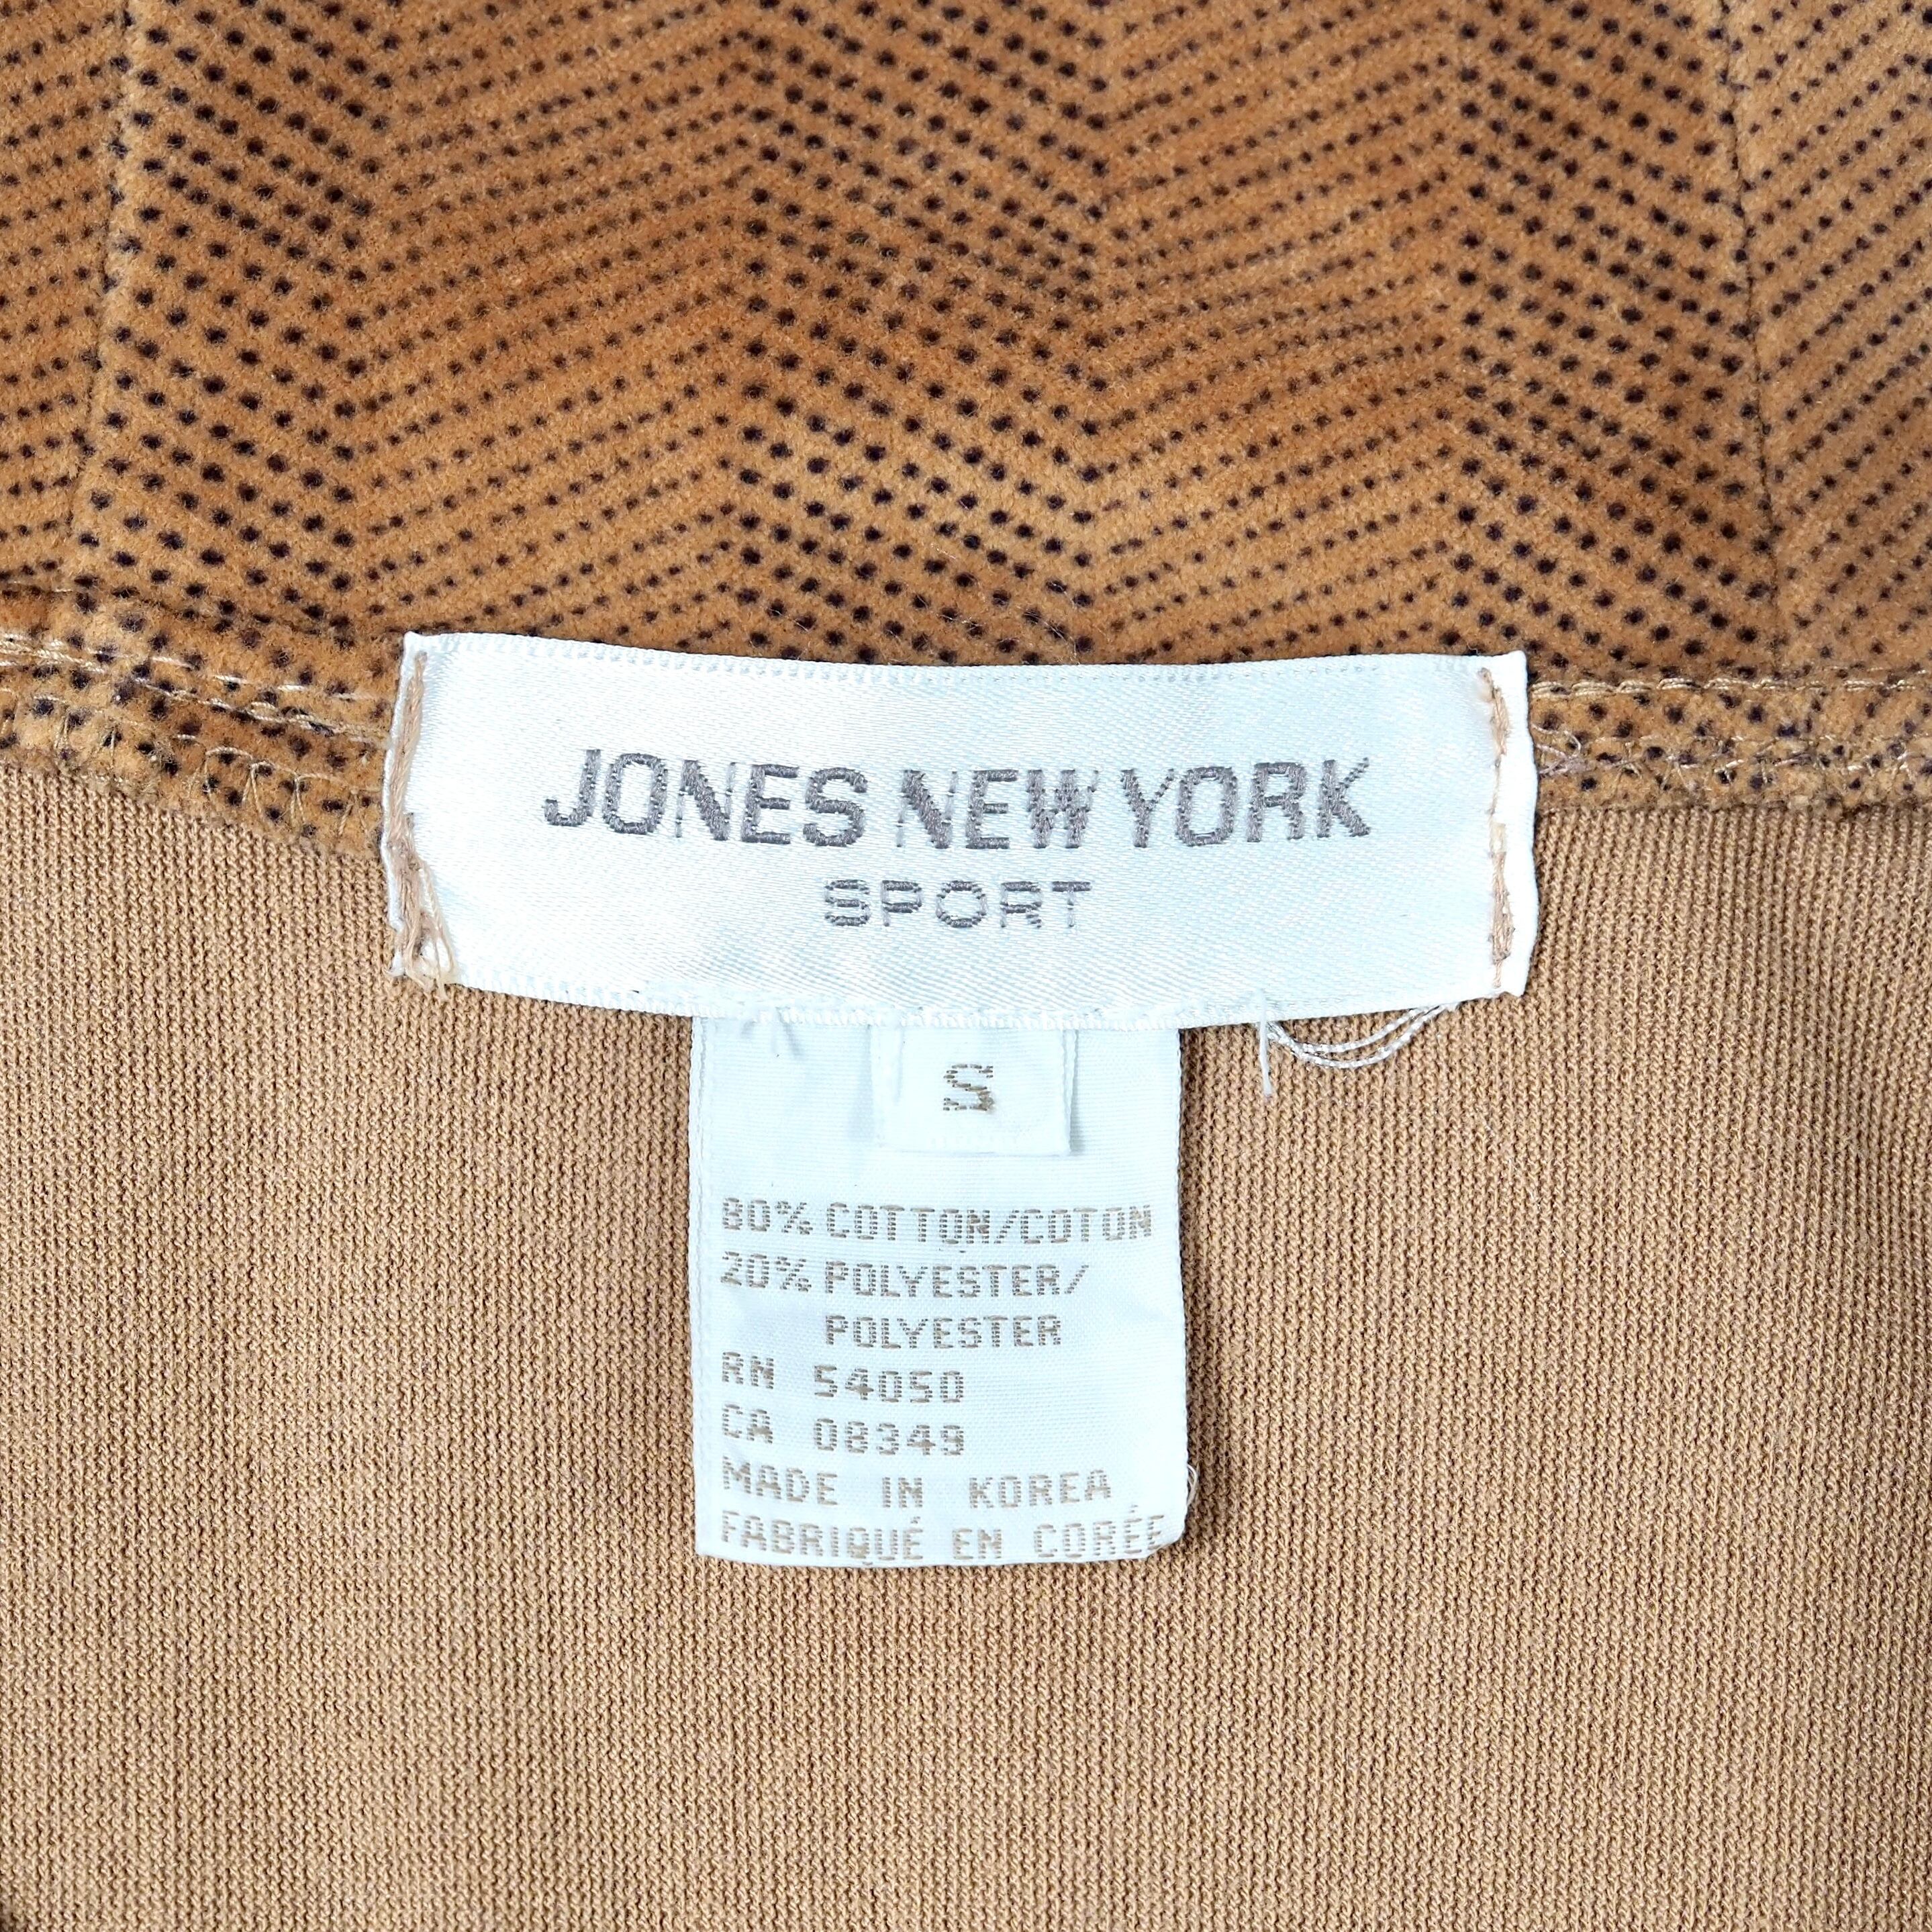 JONES NEW YORK
SPORT
S
80% COTTON/COTON
20% POLYESTER/
POLYESTER
RN 54050
CA 08349
MADE IN KOREA
FABRIQUÉ EN CORÉE